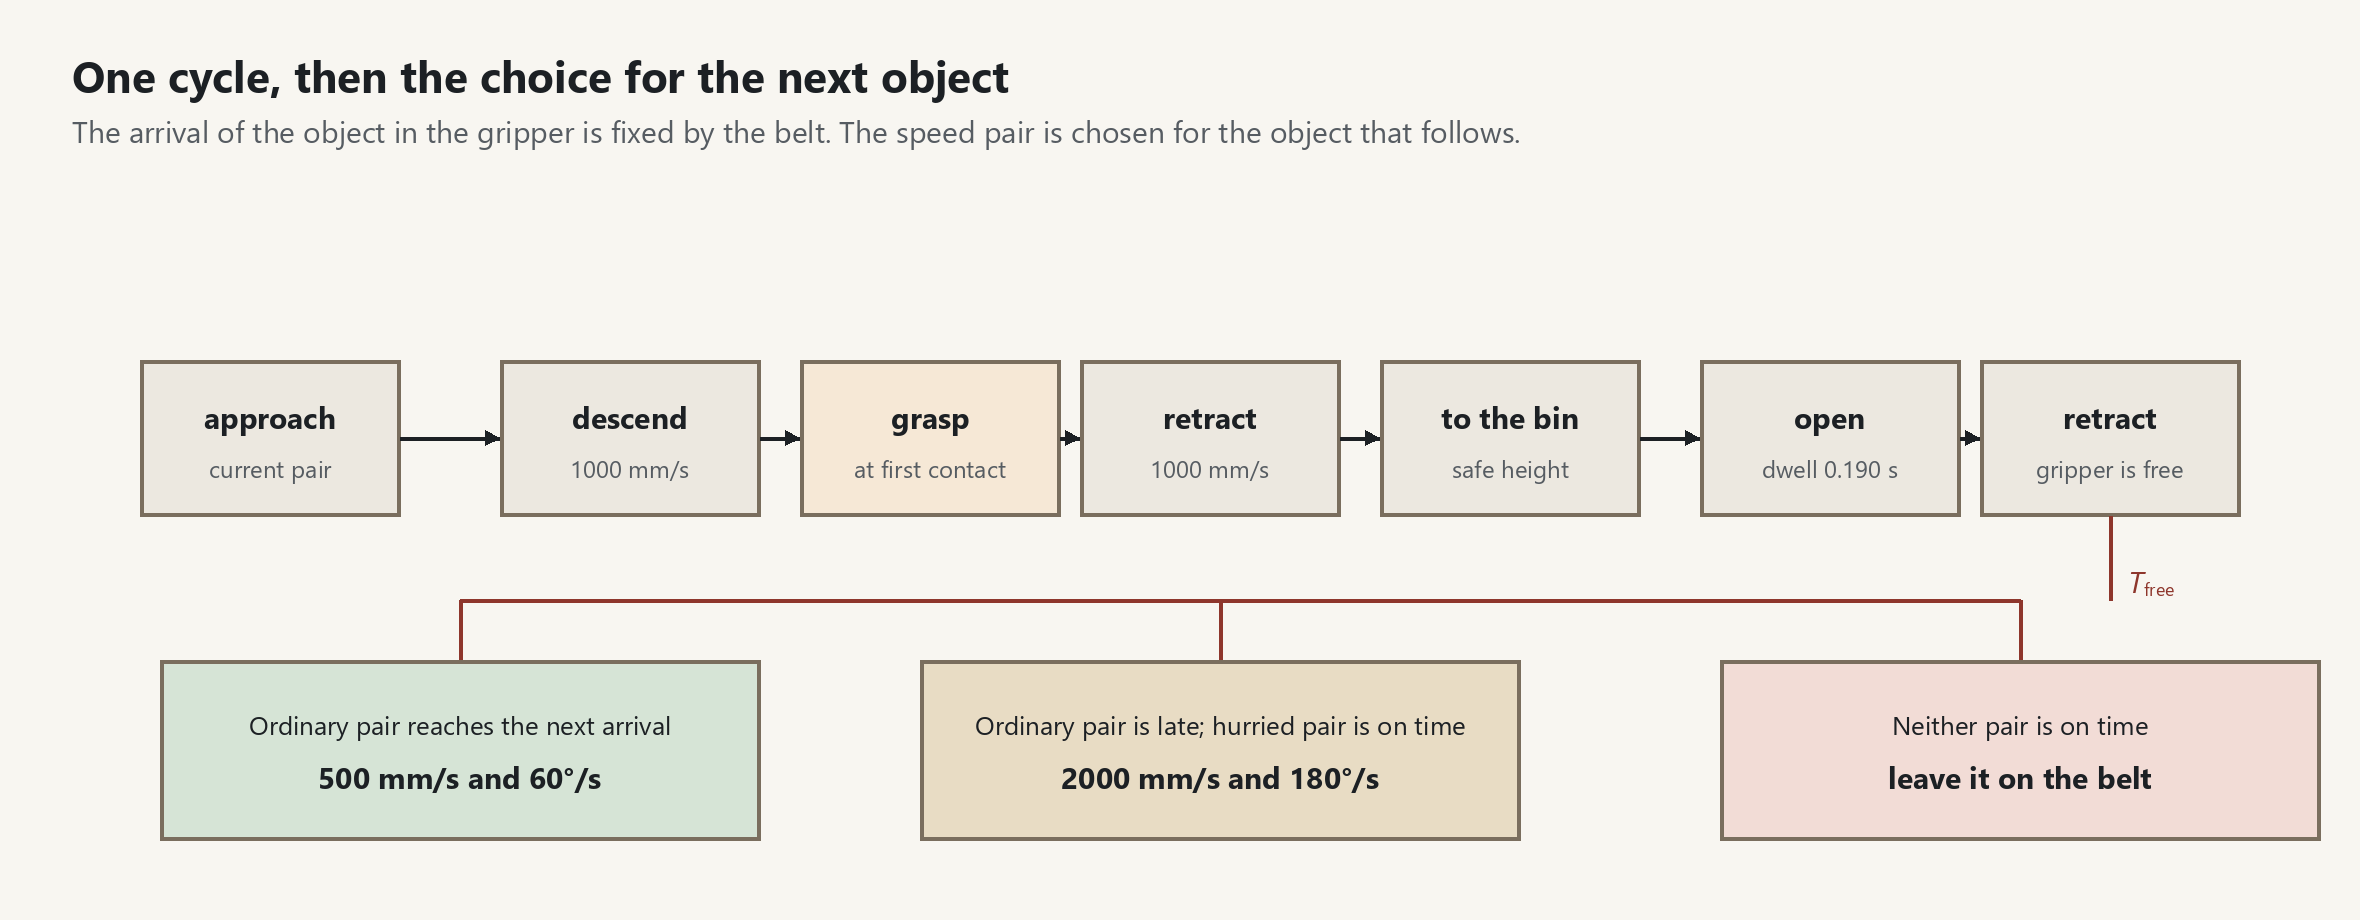 One cycle, then the choice for the next object
The arrival of the object in the gripper is fixed by the belt. The speed pair is chosen for the object that follows.
approach
current pair
descend
1000 mm/s
grasp
at first contact
retract
1000 mm/s
to the bin
safe height
open
dwell 0.190 s
retract
gripper is free
Tfree
Ordinary pair reaches the next arrival
500 mm/s and 60°/s
Ordinary pair is late; hurried pair is on time
2000 mm/s and 180°/s
Neither pair is on time
leave it on the belt